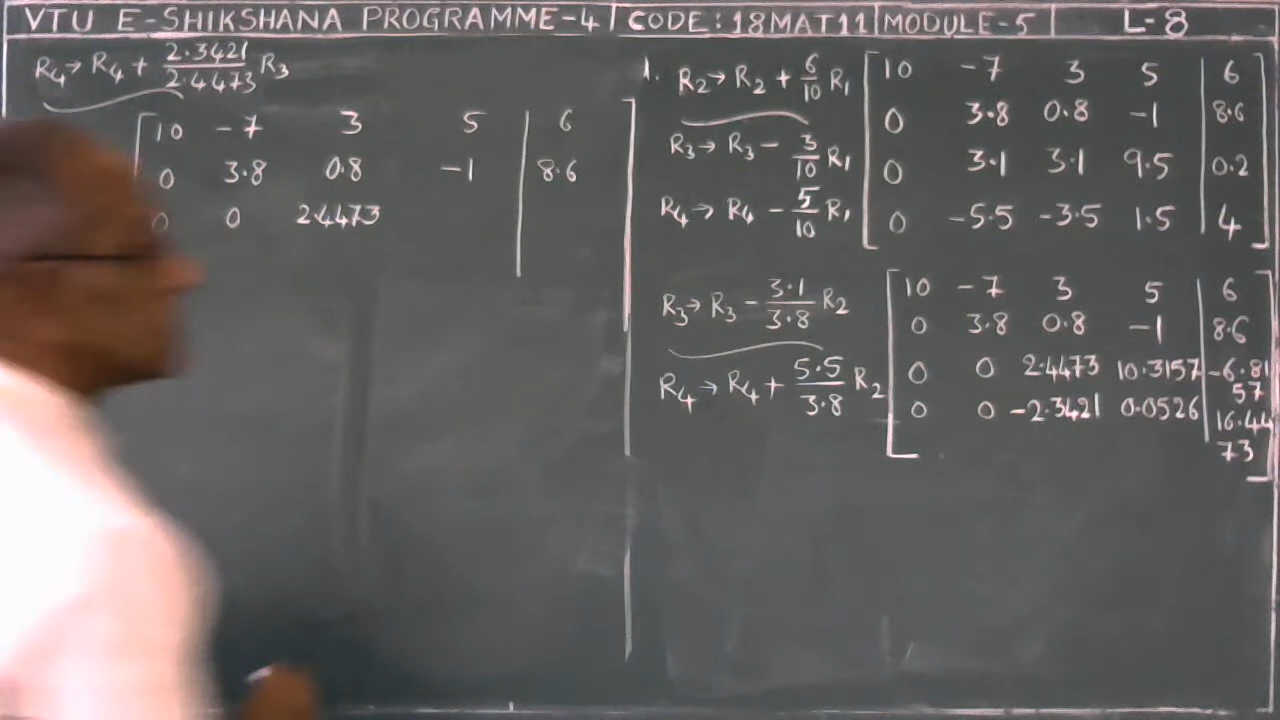 VTU E-SHIKSHANA PROGRAMME-4 | CODE:18MAT11 | MODULE-5 | L-8
R4→ R4 + 2.3421/2.4473 R3
10 -7 3 5 | 6
0 3.8 0.8 -1 | 8.6
0 0 2.4473
1. R2→ R2 + 6/10 R1
R3→ R3 - 3/10 R1
R4→ R4 - 5/10 R1
10 -7 3 5 | 6
0 3.8 0.8 -1 | 8.6
0 3.1 3.1 9.5 | 0.2
0 -5.5 -3.5 1.5 | 4
R3→ R3 - 3.1/3.8 R2
R4→ R4 + 5.5/3.8 R2
10 -7 3 5 | 6
0 3.8 0.8 -1 | 8.6
0 0 2.4473 10.3157 | -6.81
57
0 0 -2.3421 0.0526 | 16.44
73